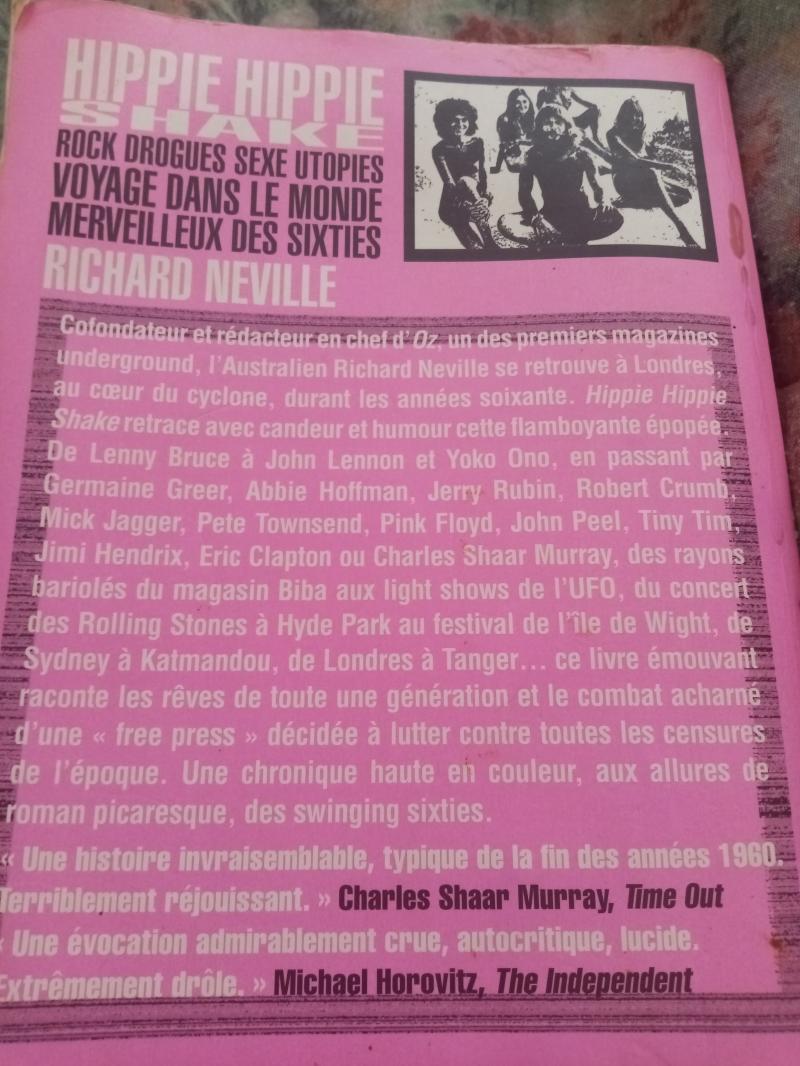 HIPPIE HIPPIE
SHAKE
ROCK DROGUES SEXE UTOPIES
VOYAGE DANS LE MONDE
MERVEILLEUX DES SIXTIES
RICHARD NEVILLE
Cofondateur et rédacteur en chef d'Oz, un des premiers magazines
underground, l'Australien Richard Neville se retrouve à Londres,
au cœur du cyclone, durant les années soixante. Hippie Hippie
Shake retrace avec candeur et humour cette flamboyante épopée.
De Lenny Bruce à John Lennon et Yoko Ono, en passant par
Germaine Greer, Abbie Hoffman, Jerry Rubin, Robert Crumb,
Mick Jagger, Pete Townsend, Pink Floyd, John Peel, Tiny Tim,
Jimi Hendrix, Eric Clapton ou Charles Shaar Murray, des rayons
bariolés du magasin Biba aux light shows de l'UFO, du concert
des Rolling Stones à Hyde Park au festival de l'île de Wight, de
Sydney à Katmandou, de Londres à Tanger... ce livre émouvant
raconte les rêves de toute une génération et le combat acharné
d'une « free press » décidée à lutter contre toutes les censures
de l'époque. Une chronique haute en couleur, aux allures de
roman picaresque, des swinging sixties.
« Une histoire invraisemblable, typique de la fin des années 1960.
Terriblement réjouissant. » Charles Shaar Murray, Time Out
« Une évocation admirablement crue, autocritique, lucide.
Extrêmement drôle. » Michael Horovitz, The Independent